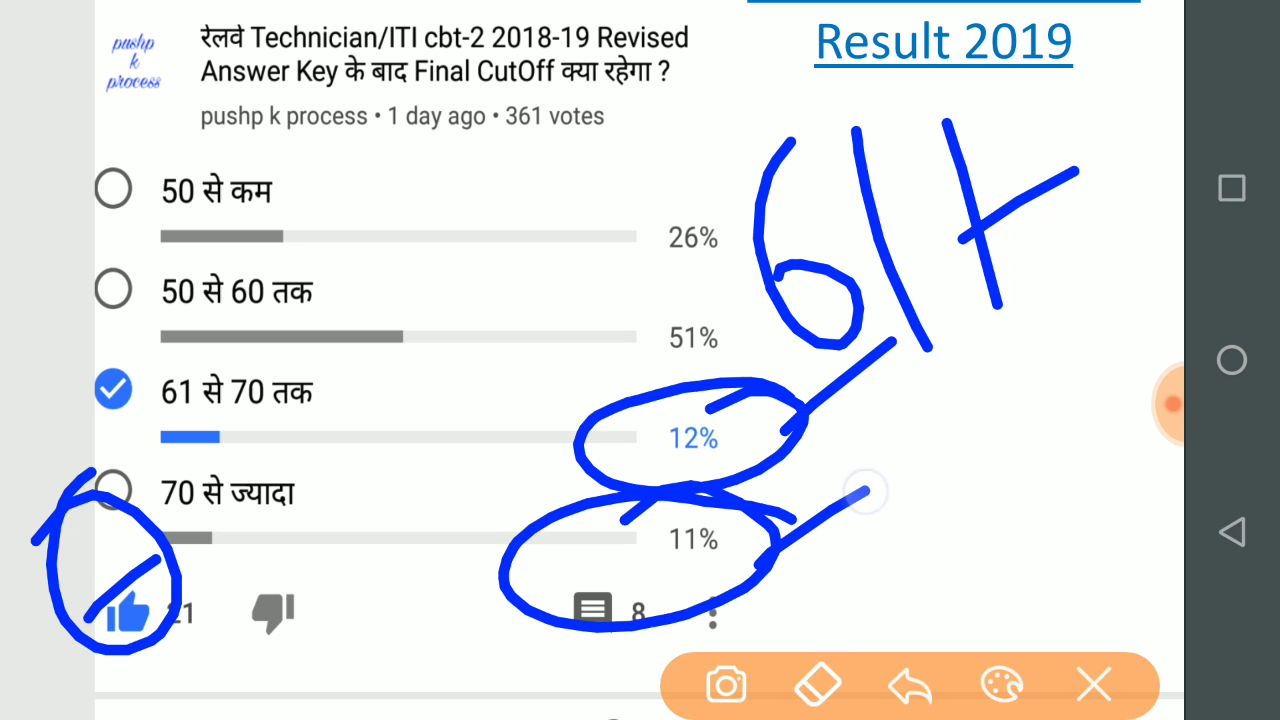 Result 2019
pushp
k
process
रेलवे Technician/ITI cbt-2 2018-19 Revised
Answer Key के बाद Final CutOff क्या रहेगा ?
pushp k process • 1 day ago • 361 votes
50 से कम
26%
50 से 60 तक
51%
61 से 70 तक
12%
70 से ज्यादा
11%
21
8